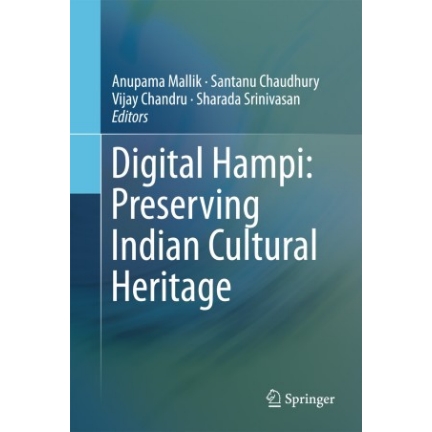 Anupama Mallik · Santanu Chaudhury
Vijay Chandru · Sharada Srinivasan
Editors
Digital Hampi:
Preserving
Indian Cultural
Heritage
Springer